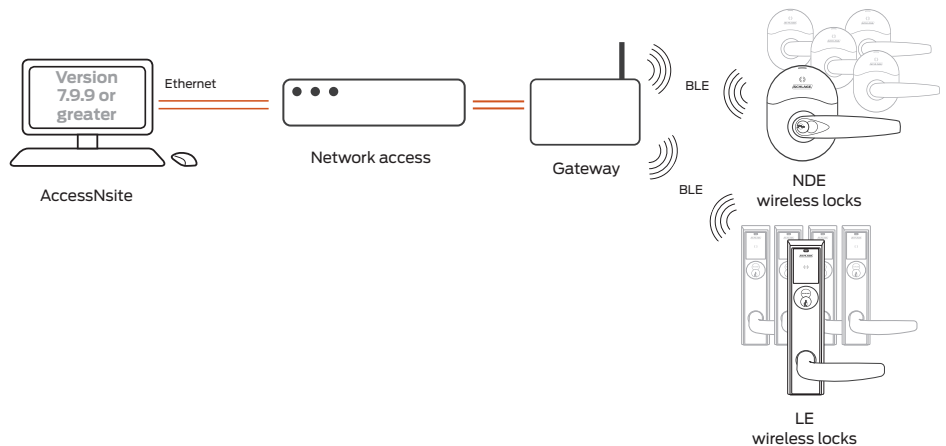 Version
7.9.9 or
greater
Ethernet
AccessNsite
Network access
Gateway
BLE
BLE
SCHLAGE
NDE
wireless locks
LE
wireless locks